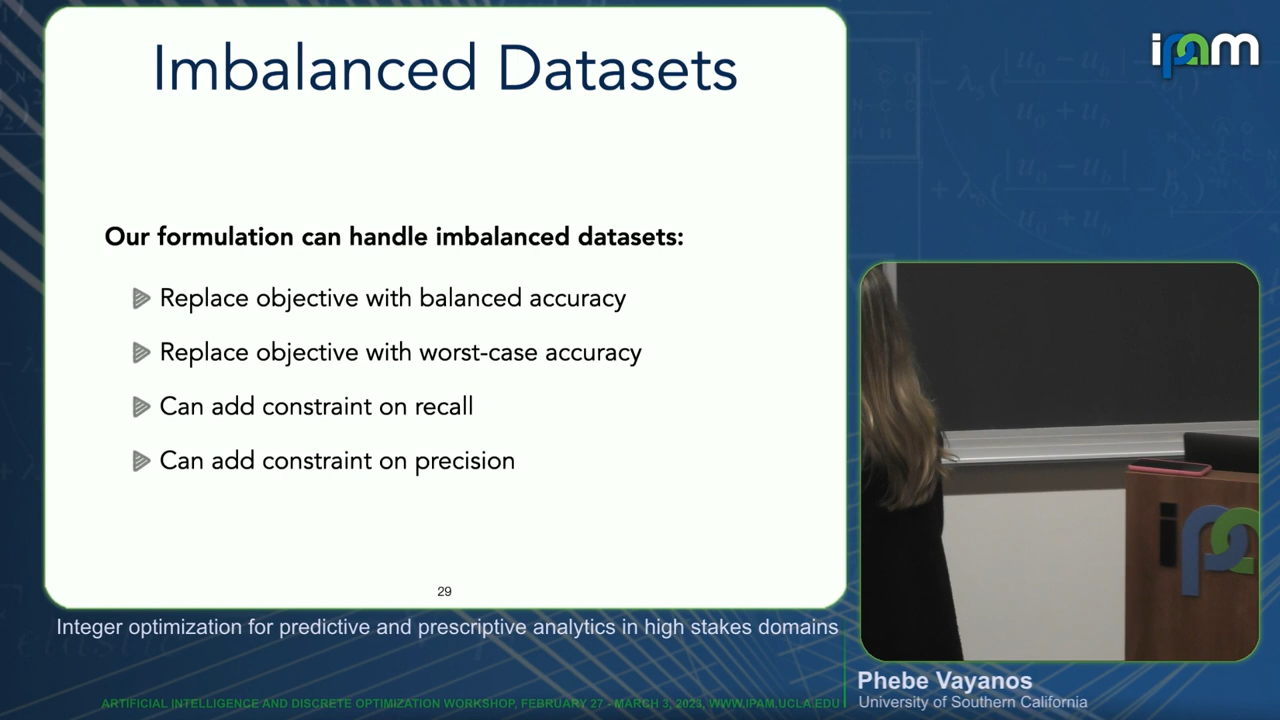 Imbalanced Datasets
Our formulation can handle imbalanced datasets:
Replace objective with balanced accuracy
Replace objective with worst-case accuracy
Can add constraint on recall
Can add constraint on precision
29
Integer optimization for predictive and prescriptive analytics in high stakes domains
ARTIFICIAL INTELLIGENCE AND DISCRETE OPTIMIZATION WORKSHOP, FEBRUARY 27 - MARCH 3, 2023, WWW.IPAM.UCLA.EDU
ipam
Phebe Vayanos
University of Southern California